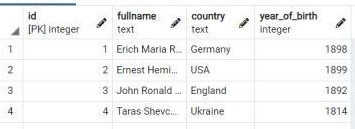 id fullname country year_of_birth
[PK] integer text text integer
1 1 Erich Maria R... Germany 1898
2 2 Ernest Hemi... USA 1899
3 3 John Ronald ... England 1892
4 4 Taras Shevc... Ukraine 1814